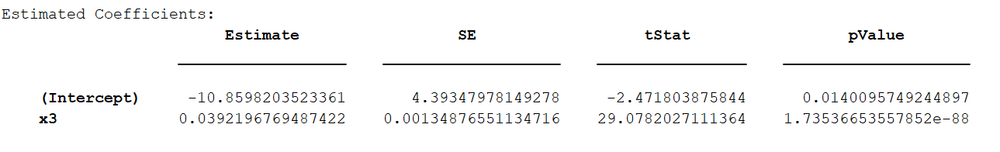 Estimated Coefficients:
Estimate SE tStat pValue
(Intercept) -10.8598203523361 4.39347978149278 -2.471803875844 0.0140095749244897
x3 0.0392196769487422 0.00134876551134716 29.0782027111364 1.73536653557852e-88